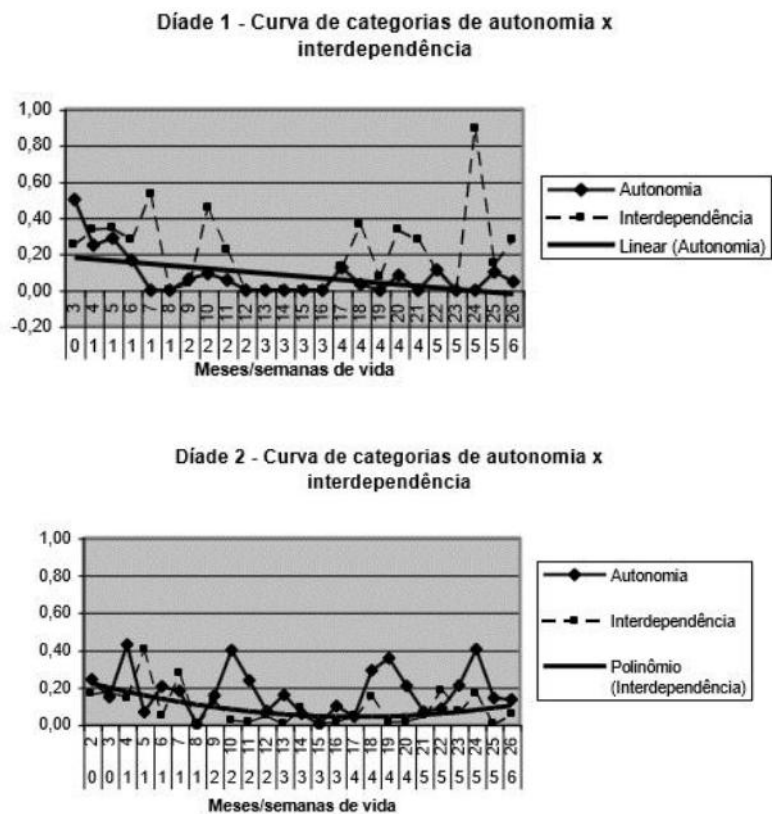 Díade 1 - Curva de categorias de autonomia x
interdependência
1,00
0,80
0,60
0,40
0,20
0,00
-0,20
3 4 5 6 7 8 9 10 11 12 13 14 15 16 17 18 19 20 21 22 23 24 25 26
0 1 1 1 1 1 2 2 2 2 3 3 3 3 4 4 4 4 4 5 5 5 5 6
Meses/semanas de vida
Autonomia
Interdependência
Linear (Autonomia)
Díade 2 - Curva de categorias de autonomia x
interdependência
1,00
0,80
0,60
0,40
0,20
0,00
2 3 4 5 6 7 8 9 10 11 12 13 14 15 16 17 18 19 20 21 22 23 24 25 26
0 0 1 1 1 1 1 2 2 2 2 3 3 3 3 4 4 4 4 5 5 5 5 5 6
Meses/semanas de vida
Autonomia
Interdependência
Polinômio
(Interdependência)